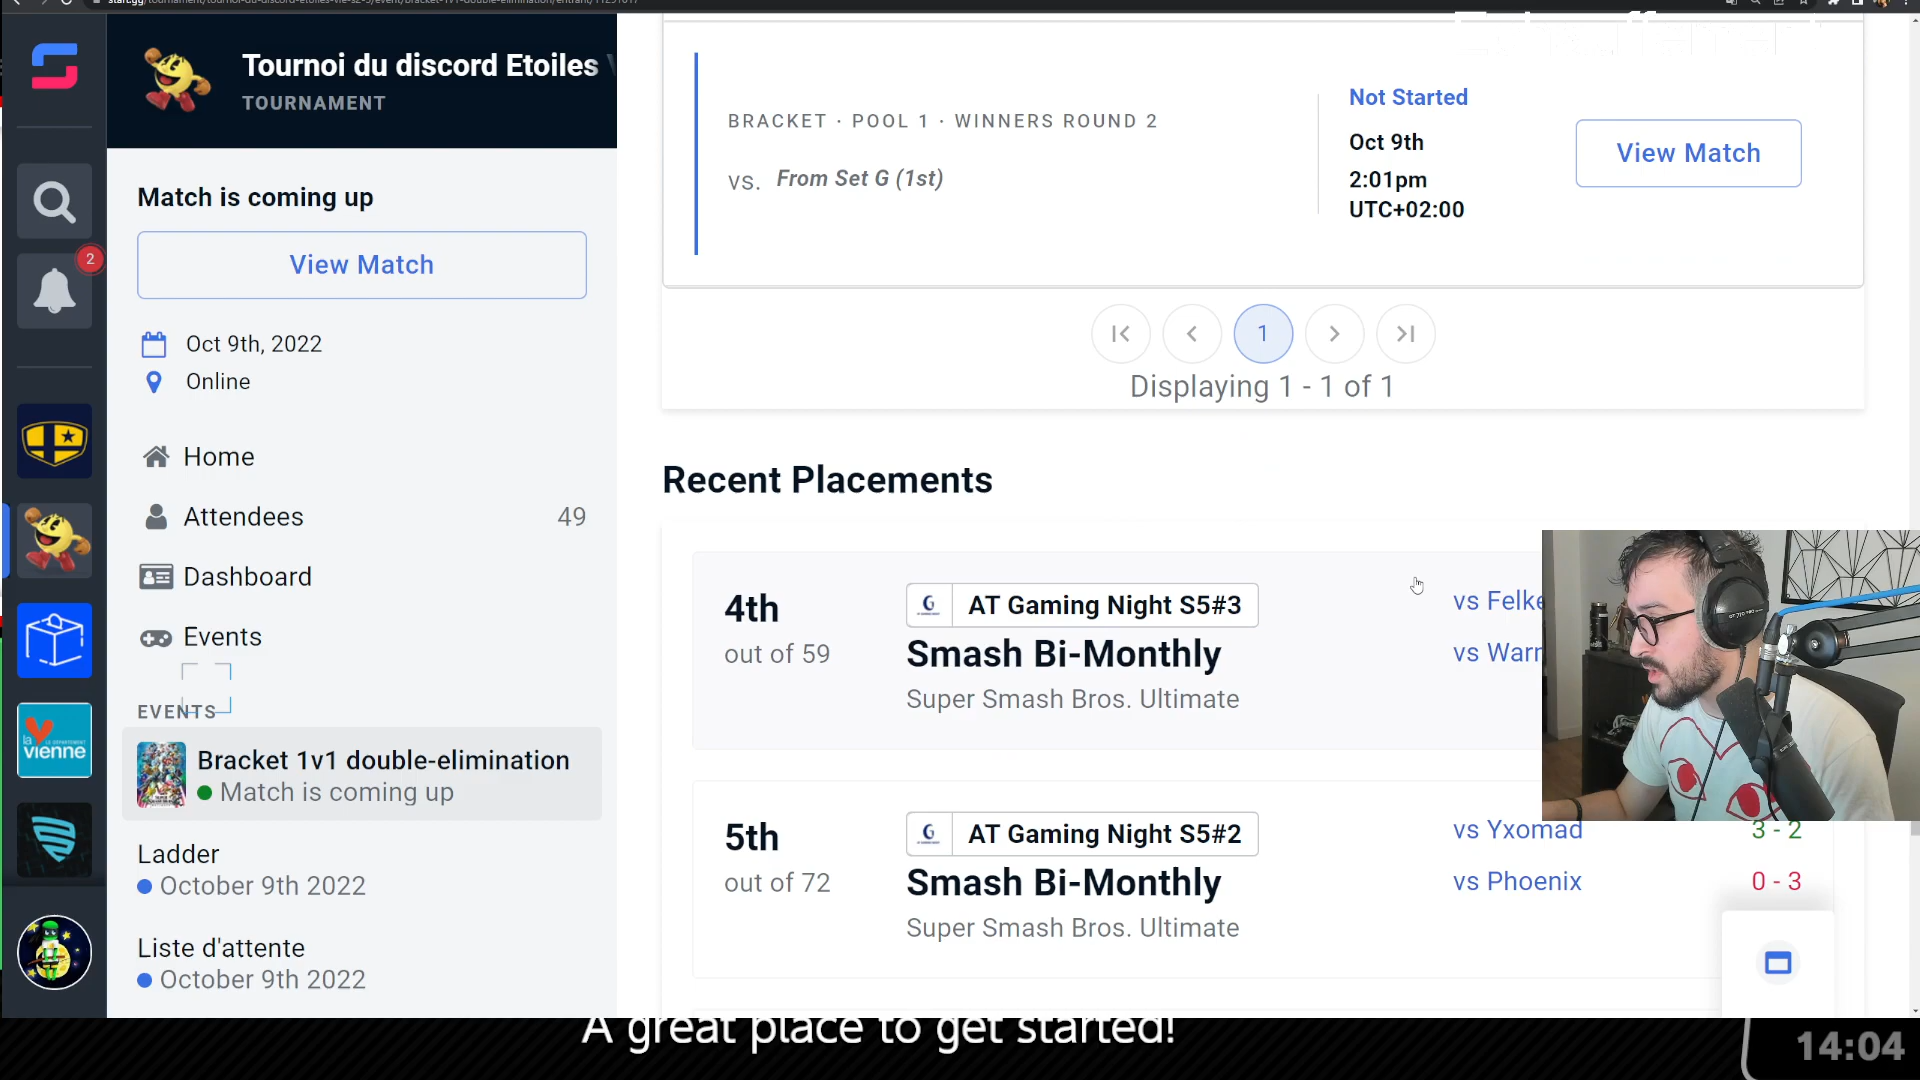 Tournoi du discord Etoiles
TOURNAMENT
Match is coming up
View Match
Oct 9th, 2022
Online
Home
Attendees 49
Dashboard
Events
EVENTS
Bracket 1v1 double-elimination
Match is coming up
Ladder
October 9th 2022
Liste d'attente
October 9th 2022
2
la
vienne
BRACKET · POOL 1 · WINNERS ROUND 2
vs. From Set G (1st)
Not Started
Oct 9th
2:01pm
UTC+02:00
View Match
1
Displaying 1 - 1 of 1
Recent Placements
4th
out of 59
AT Gaming Night S5#3
Smash Bi-Monthly
Super Smash Bros. Ultimate
vs Felke
vs
5th
out of 72
AT Gaming Night S5#2
Smash Bi-Monthly
Super Smash Bros. Ultimate
vs Yxomad 3 - 2
vs Phoenix 0 - 3
A great place to get started!
14:04